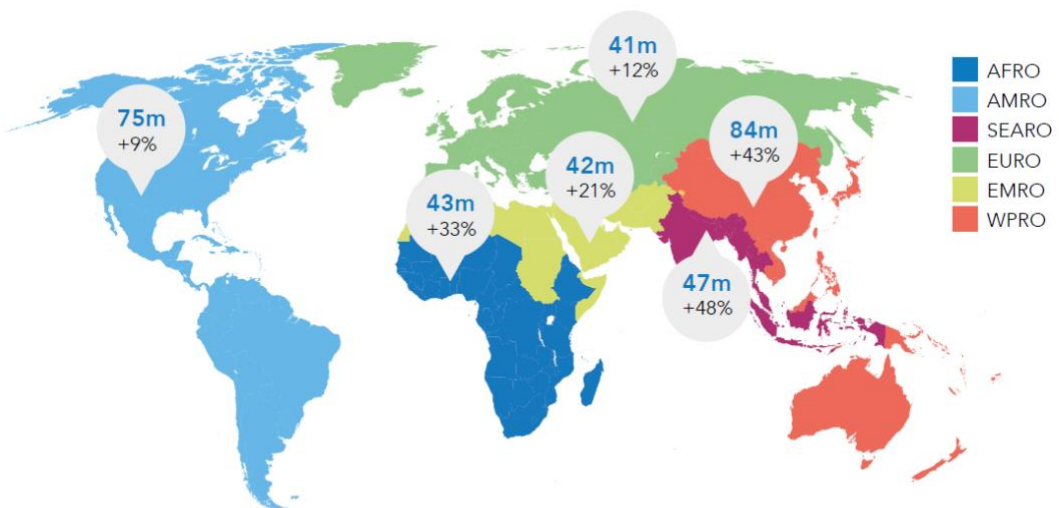 41m
+12%
75m
+9%
84m
+43%
42m
+21%
43m
+33%
47m
+48%
AFRO
AMRO
SEARO
EURO
EMRO
WPRO